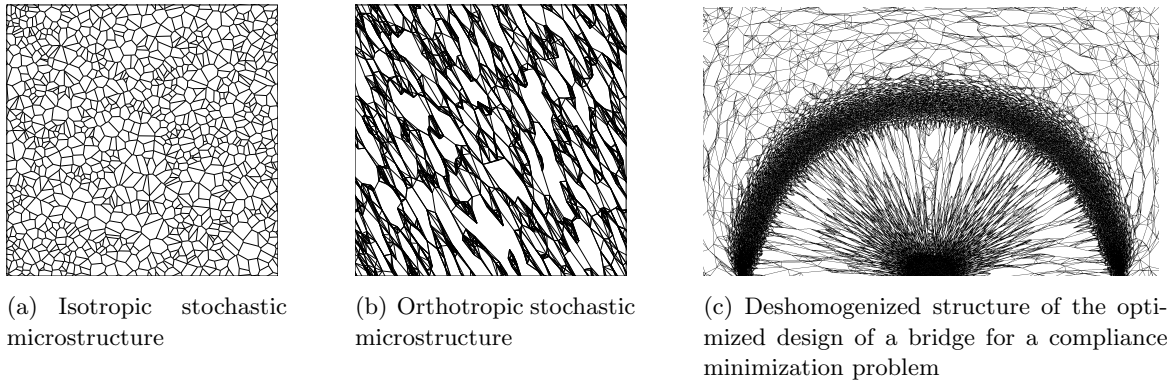 (a) Isotropic stochastic
microstructure
(b) Orthotropic stochastic
microstructure
(c) Deshomogenized structure of the opti-
mized design of a bridge for a compliance
minimization problem